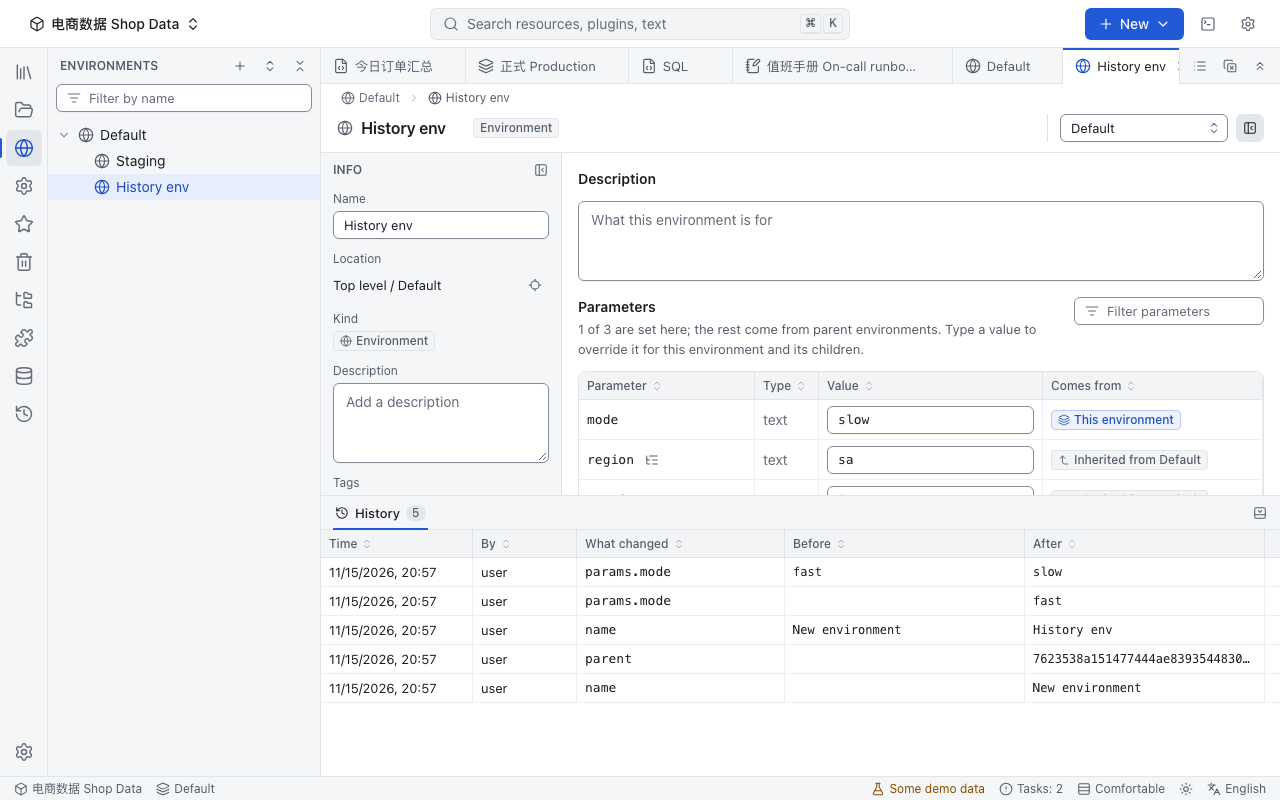 电商数据 Shop Data
Search resources, plugins, text
⌘ K
New
ENVIRONMENTS
Filter by name
Default
Staging
History env
今日订单汇总
正式 Production
SQL
值班手册 On-call runbo...
Default
History env
Default
History env
History env
Environment
Default
INFO
Name
History env
Location
Top level / Default
Kind
Environment
Description
Add a description
Tags
Description
What this environment is for
Parameters
1 of 3 are set here; the rest come from parent environments. Type a value to
override it for this environment and its children.
Filter parameters
Parameter Type Value Comes from
mode text slow This environment
region text sa Inherited from Default
History 5
Time By What changed Before After
11/15/2026, 20:57 user params.mode fast slow
11/15/2026, 20:57 user params.mode fast
11/15/2026, 20:57 user name New environment History env
11/15/2026, 20:57 user parent 7623538a151477444ae8393544830…
11/15/2026, 20:57 user name New environment
电商数据 Shop Data
Default
Some demo data
Tasks: 2
Comfortable
English